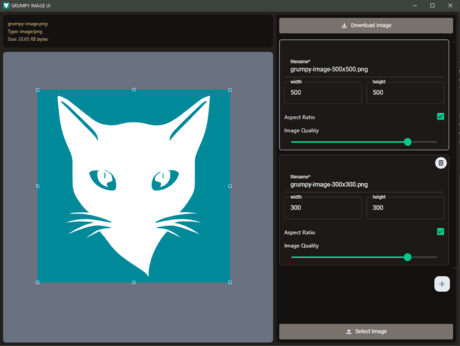 GRUMPY IMAGE UI
grumpy-image.png
Type: image/png
Size: 33.65 KB bytes
Download Image
filename*
grumpy-image-500x500.png
width
500
height
500
Aspect Ratio
Image Quality
filename*
grumpy-image-300x300.png
width
300
height
300
Aspect Ratio
Image Quality
Select Image